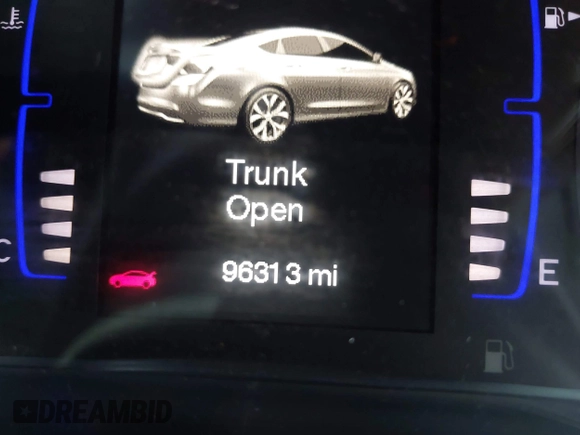 Trunk
Open
96313 mi
C
E
DREAMBID